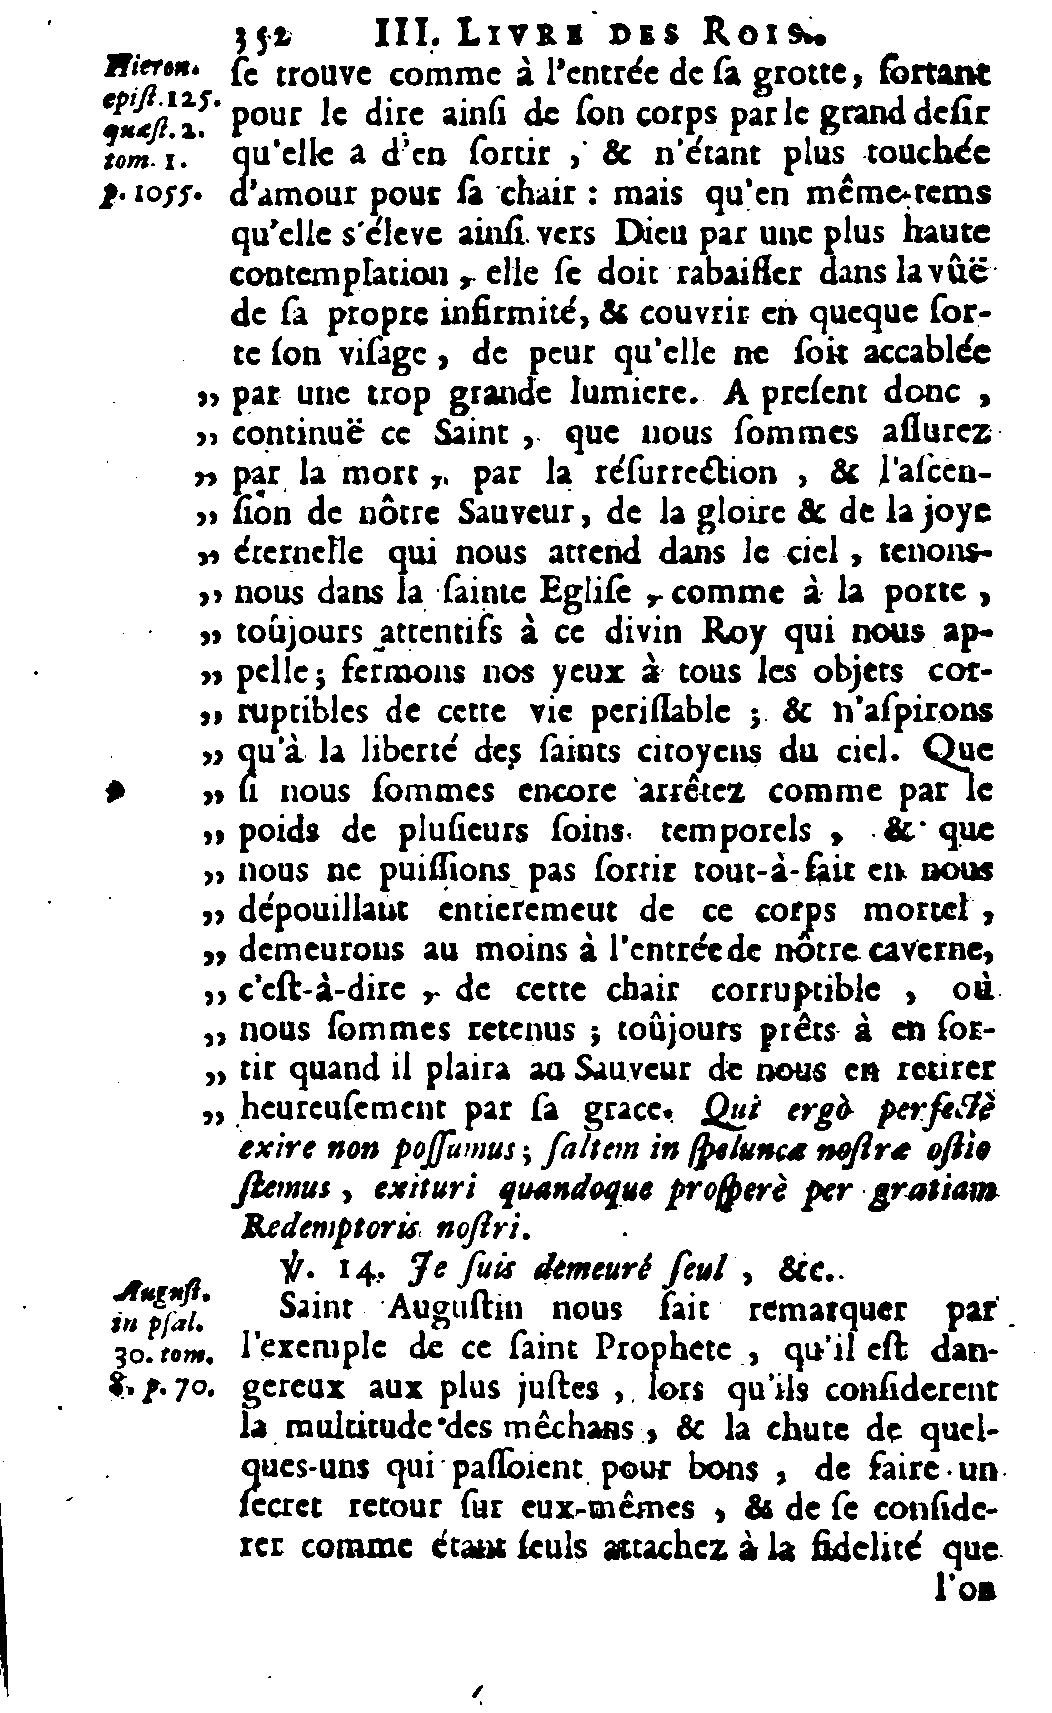 352 III. LIVRE DES ROIS.
Hieron.
epiſt. 125.
quæſt. 2.
tom. 1.
p. 1055.
ſe trouve comme à l'entrée de ſa grotte, ſortant
pour le dire ainſi de ſon corps par le grand deſir
qu'elle a d'en ſortir, & n'étant plus touchée
d'amour pour ſa chair : mais qu'en même-tems
qu'elle s'éleve ainſi vers Dieu par une plus haute
contemplation, elle ſe doit rabaiſſer dans la vûë
de ſa propre infirmité, & couvrir en queque ſor-
te ſon viſage, de peur qu'elle ne ſoit accablée
„ par une trop grande lumiere. A preſent donc,
„ continuë ce Saint, que nous ſommes aſſurez
„ par la mort, par la réſurrection, & l'aſcen-
„ ſion de nôtre Sauveur, de la gloire & de la joye
„ éternelle qui nous attend dans le ciel, tenons-
„ nous dans la ſainte Egliſe, comme à la porte,
„ toûjours attentifs à ce divin Roy qui nous ap-
„ pelle; fermons nos yeux à tous les objets cor-
„ ruptibles de cette vie periſſable ; & n'aſpirons
„ qu'à la liberté des ſaints citoyens du ciel. Que
„ ſi nous ſommes encore arrêtez comme par le
„ poids de pluſieurs ſoins temporels, & que
„ nous ne puiſſions pas ſortir tout-à-fait en nous
„ dépouillant entieremeut de ce corps mortel,
„ demeurons au moins à l'entrée de nôtre caverne,
„ c'eſt-à-dire, de cette chair corruptible, où
„ nous ſommes retenus ; toûjours prêts à en ſor-
„ tir quand il plaira au Sauveur de nous en retirer
„ heureuſement par ſa grace. Qui ergò perfectè
exire non poſſumus ; ſaltem in ſpelunca noſtræ oſtio
ſtemus, exituri quandoque proſperè per gratiam
Redemptoris noſtri.
℣. 14. Je ſuis demeuré ſeul, &c.
Auguſt.
in pſal.
30. tom.
8. p. 70.
Saint Auguſtin nous fait remarquer par
l'exemple de ce ſaint Prophete, qu'il eſt dan-
gereux aux plus juſtes, lors qu'ils conſiderent
la multitude des mêchans, & la chute de quel-
ques-uns qui paſſoient pour bons, de faire un
ſecret retour ſur eux-mêmes, & de ſe conſide-
rer comme étant ſeuls attachez à la fidelité que
l'on